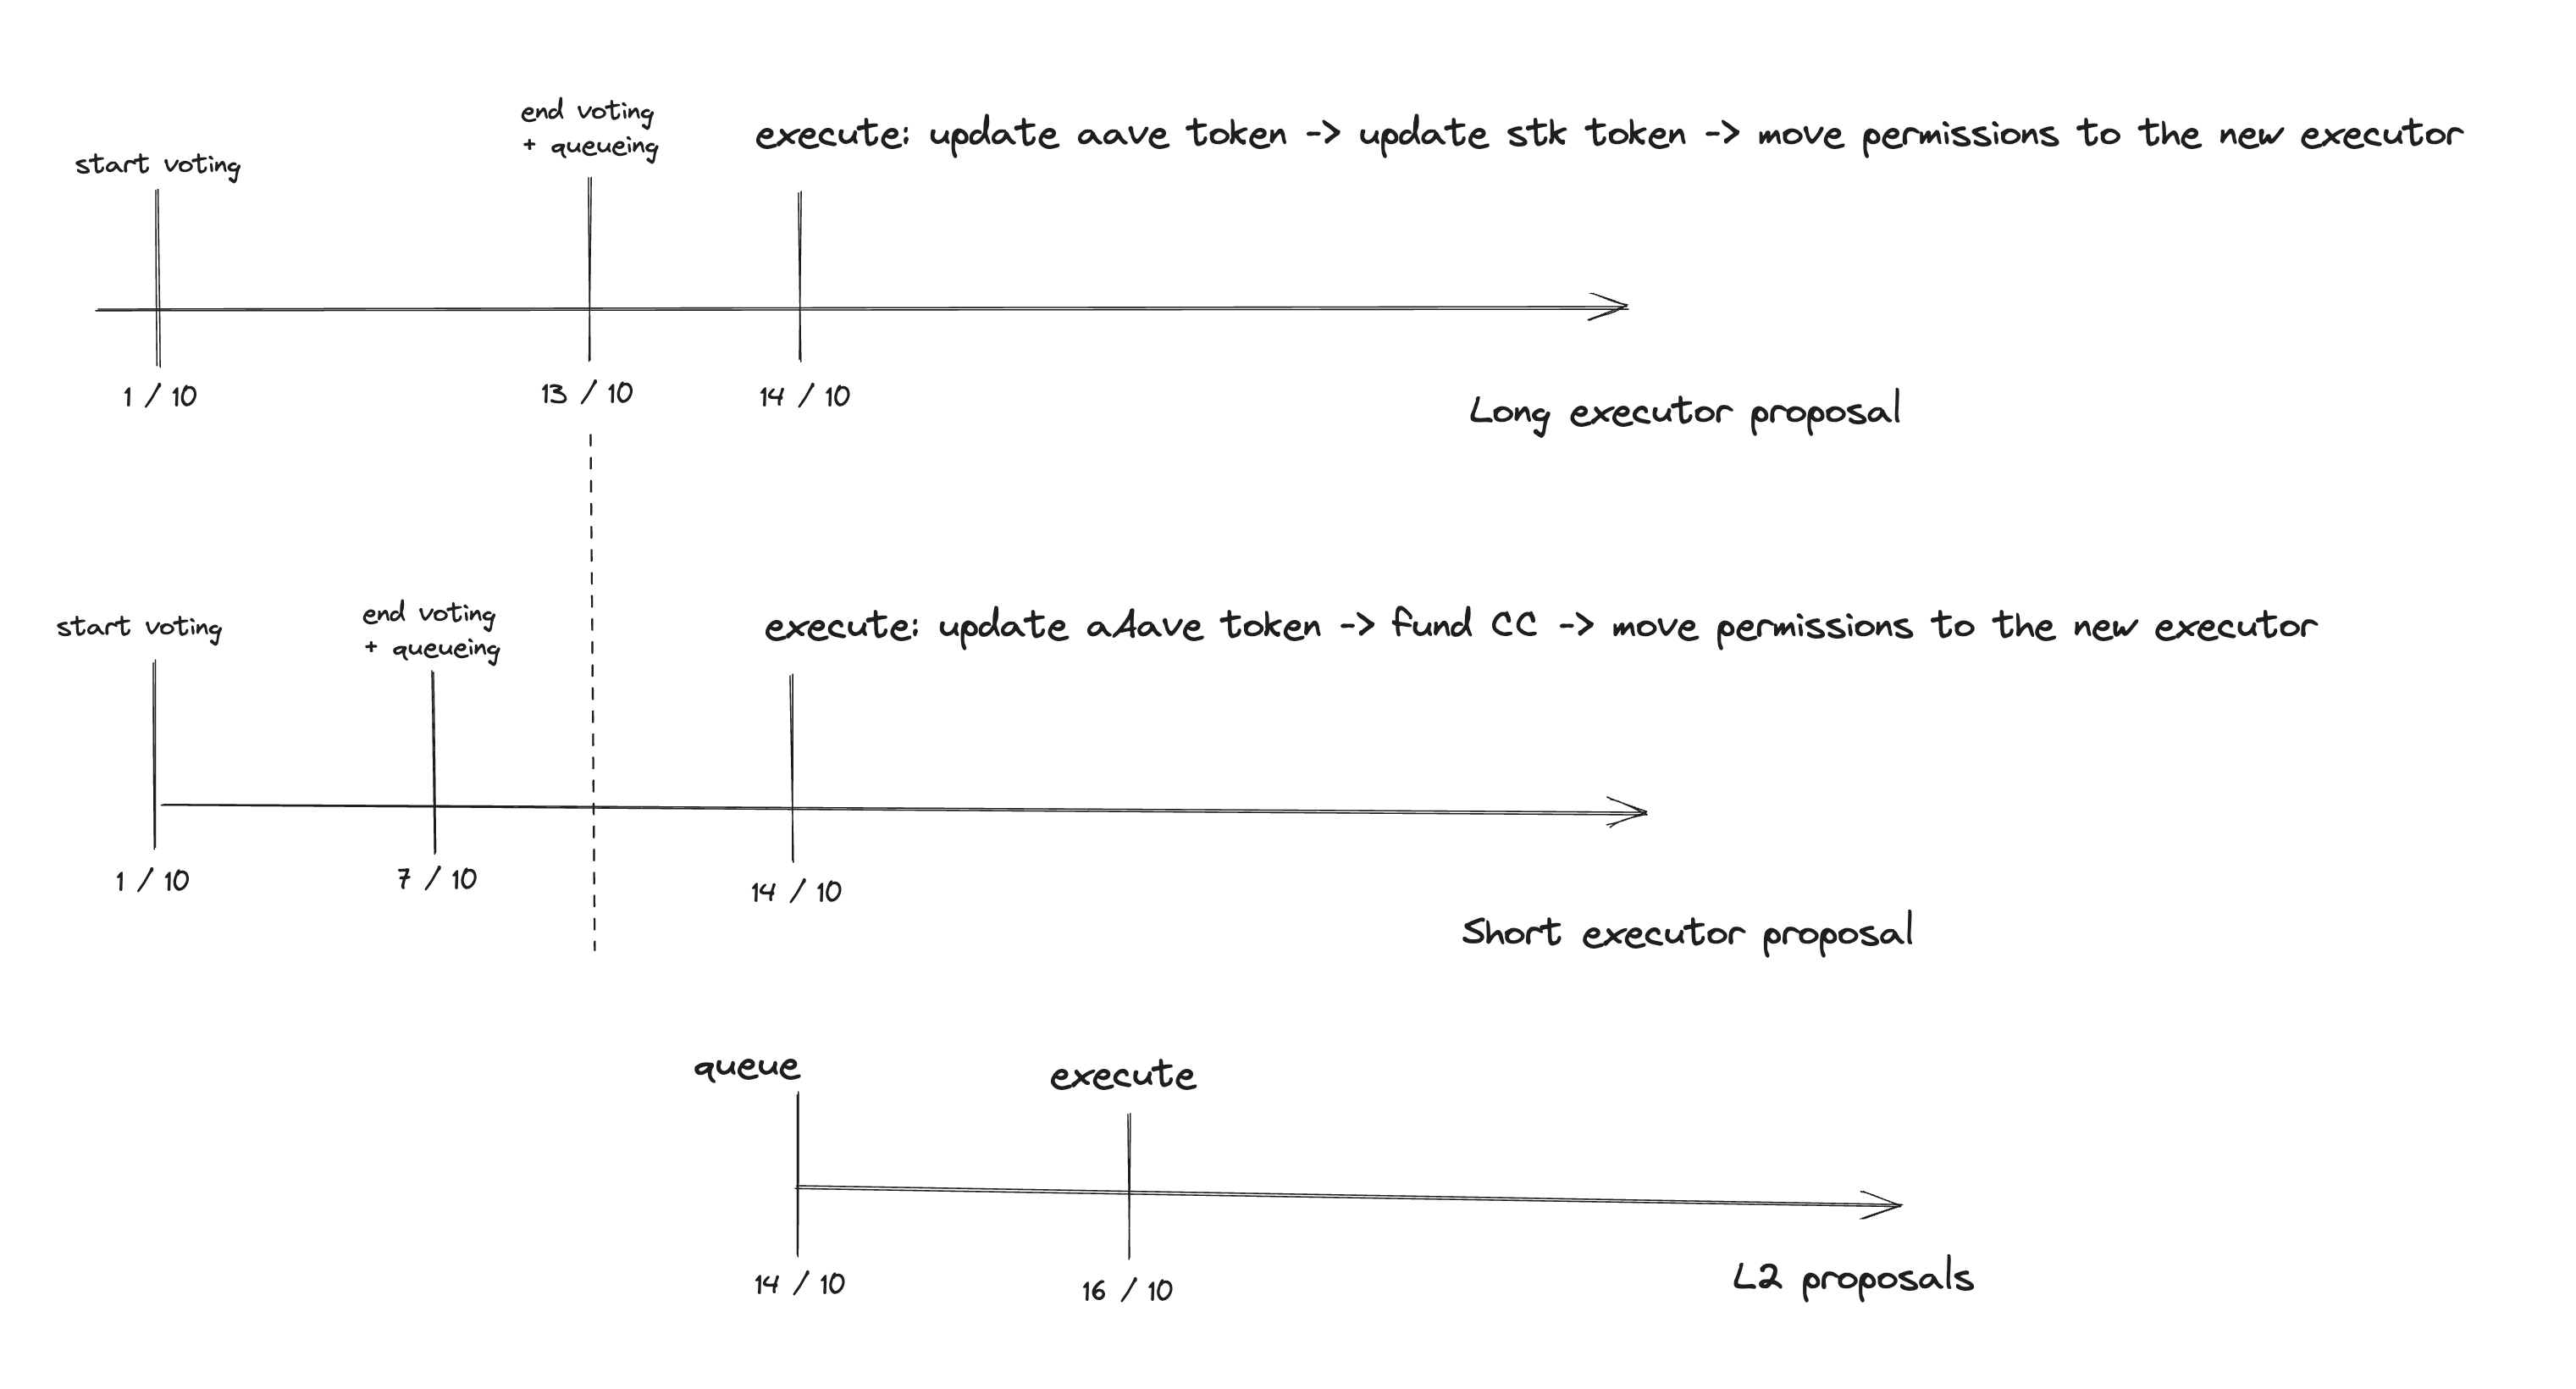 start voting
end voting
+ queueing
execute: update aave token -> update stk token -> move permissions to the new executor
1 / 10
13 / 10
14 / 10
Long executor proposal
start voting
end voting
+ queueing
execute: update aAave token -> fund CC -> move permissions to the new executor
1 / 10
7 / 10
14 / 10
Short executor proposal
queue
execute
14 / 10
16 / 10
L2 proposals